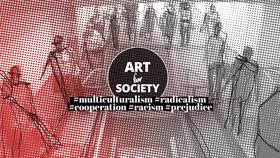 ART
for
SOCIETY
#multiculturalism #radicalism
#cooperation #racism #prejudice